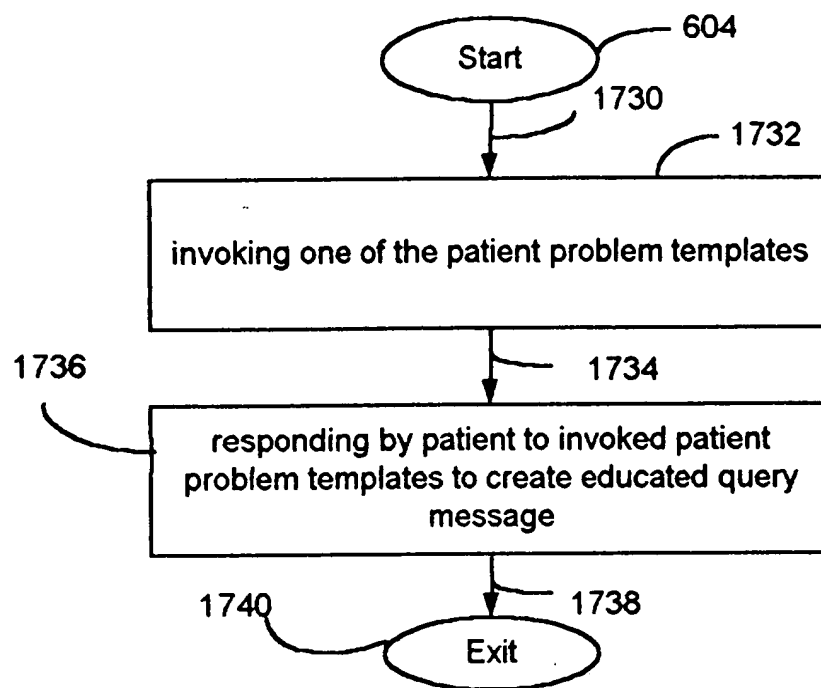 Start
604
1730
1732
invoking one of the patient problem templates
1734
1736
responding by patient to invoked patient
problem templates to create educated query
message
1738
1740
Exit